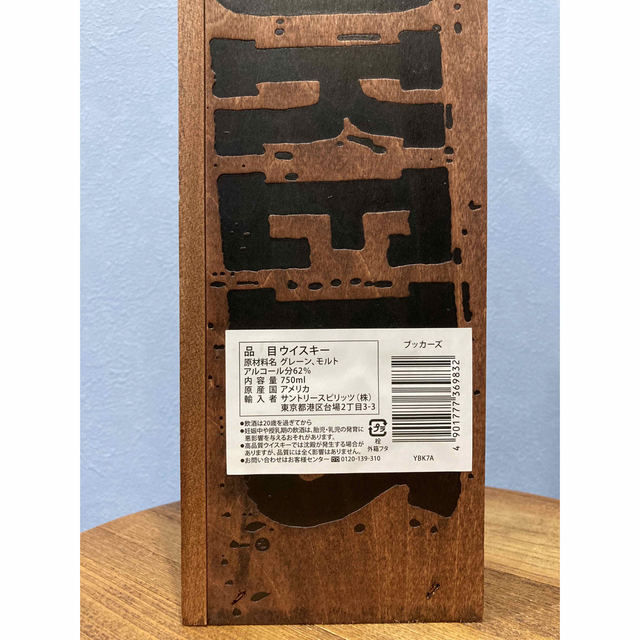 KERS
品 目 ウイスキー
原材料名 グレーン、モルト
アルコール分62%
内 容 量 750ml
原 産 国 アメリカ
輸 入 者 サントリースピリッツ(株)
東京都港区台場2丁目3-3
●飲酒は20歳を過ぎてから
●妊娠中や授乳期の飲酒は、胎児・乳児の発育に
悪影響を与えるおそれがあります。
●高品質ウイスキーでは沈殿が発生する場合が
ありますが、品質には全く影響はありません。
●お問い合わせはお客様センター 0120-139-310
ブッカーズ
4 901777 369832
プラ
栓
外箱フタ
YBK7A